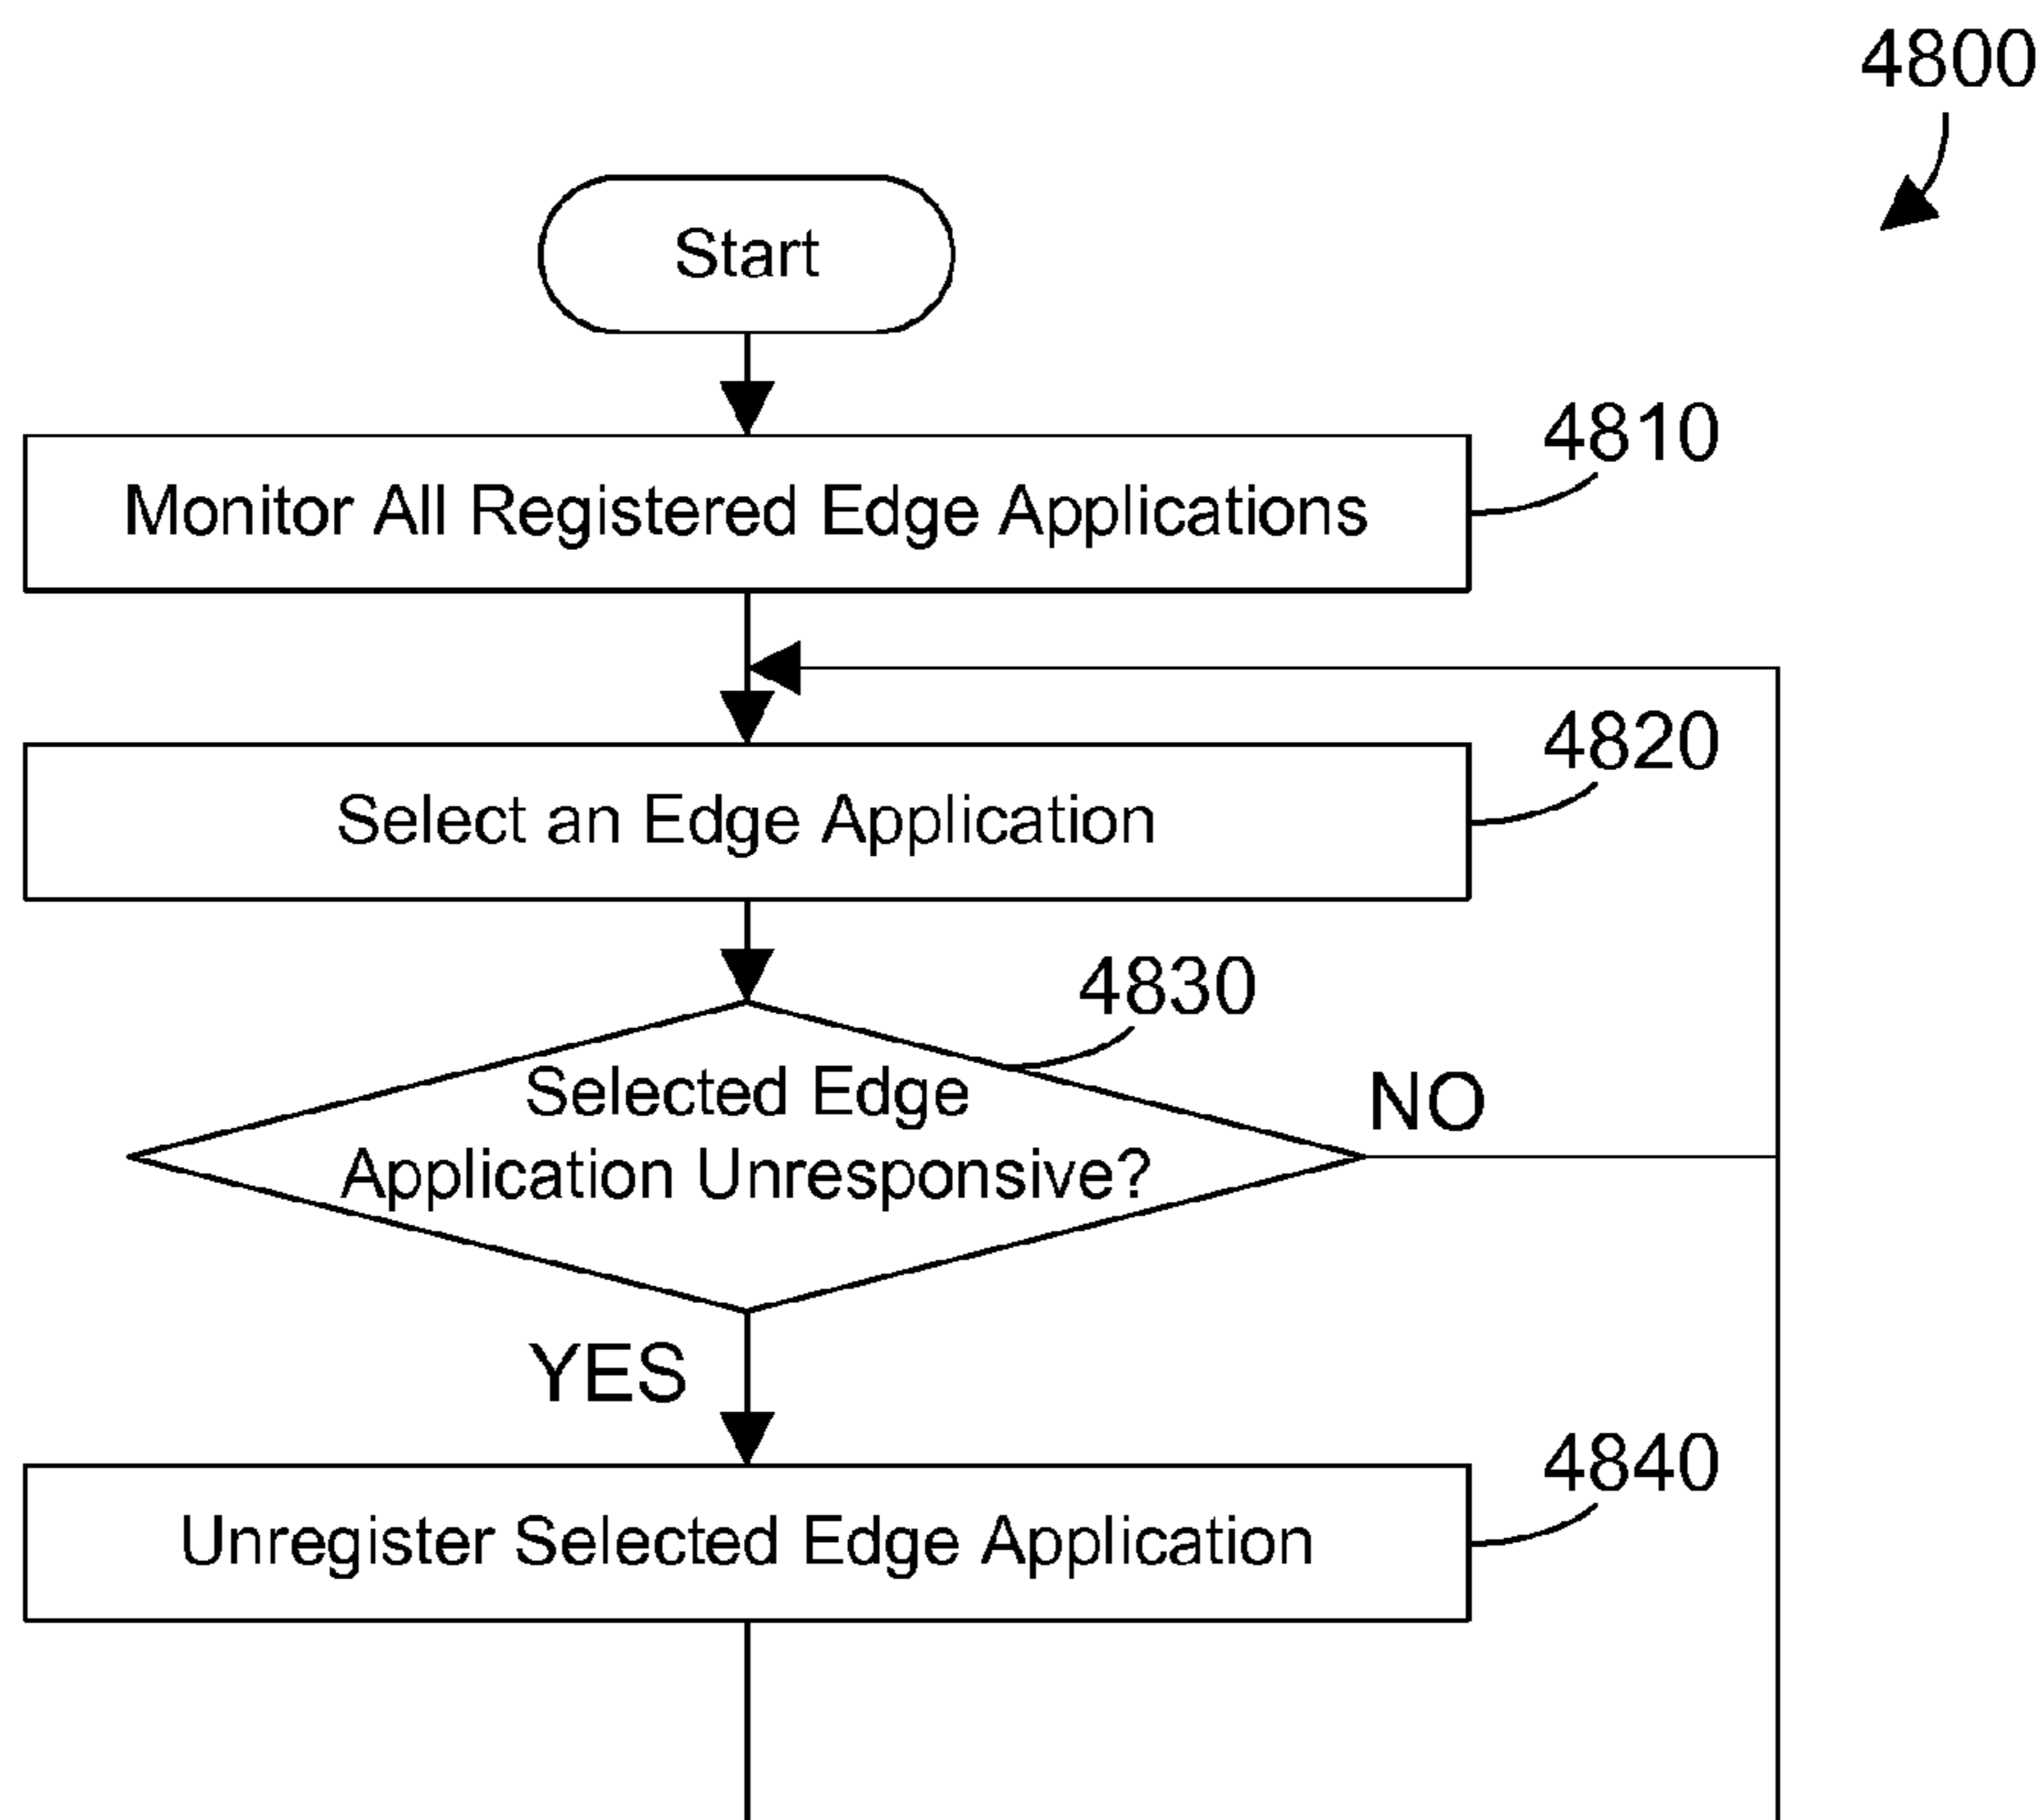 4800
Start
4810
Monitor All Registered Edge Applications
4820
Select an Edge Application
4830
Selected Edge
Application Unresponsive?
NO
YES
4840
Unregister Selected Edge Application